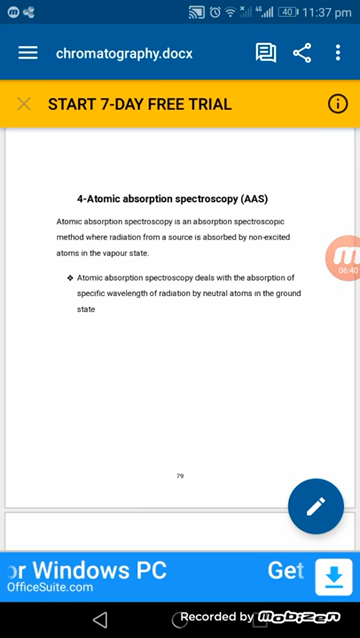 11:37 pm
40
chromatography.docx
START 7-DAY FREE TRIAL
4-Atomic absorption spectroscopy (AAS)
Atomic absorption spectroscopy is an absorption spectroscopic
method where radiation from a source is absorbed by non-excited
atoms in the vapour state.
❖ Atomic absorption spectroscopy deals with the absorption of
specific wavelength of radiation by neutral atoms in the ground
state
06:40
79
or Windows PC Get
OfficeSuite.com
Recorded by Mobizen